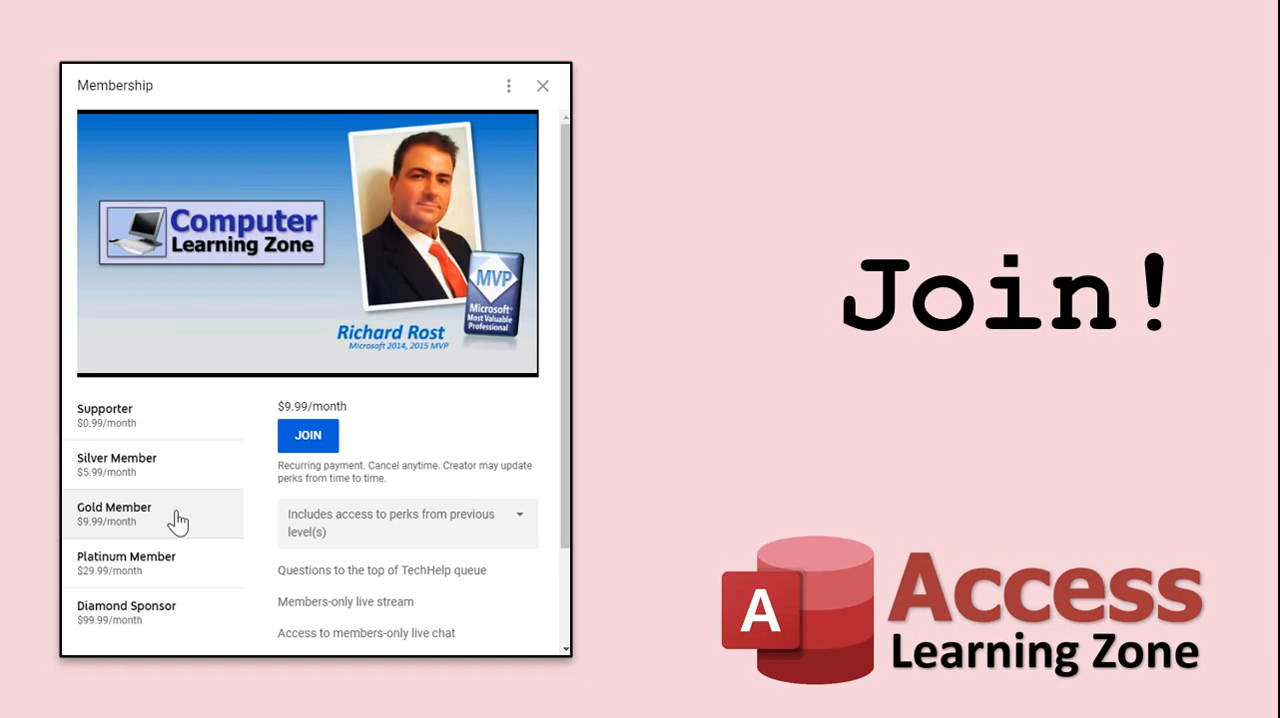 Membership
Computer
Learning Zone
MVP
Microsoft®
Most Valuable
Professional
Richard Rost
Microsoft 2014, 2015 MVP
Supporter
$0.99/month
Silver Member
$5.99/month
Gold Member
$9.99/month
Platinum Member
$29.99/month
Diamond Sponsor
$99.99/month
$9.99/month
JOIN
Recurring payment. Cancel anytime. Creator may update
perks from time to time.
Includes access to perks from previous
level(s)
Questions to the top of TechHelp queue
Members-only live stream
Access to members-only live chat
Join!
A
Access
Learning Zone